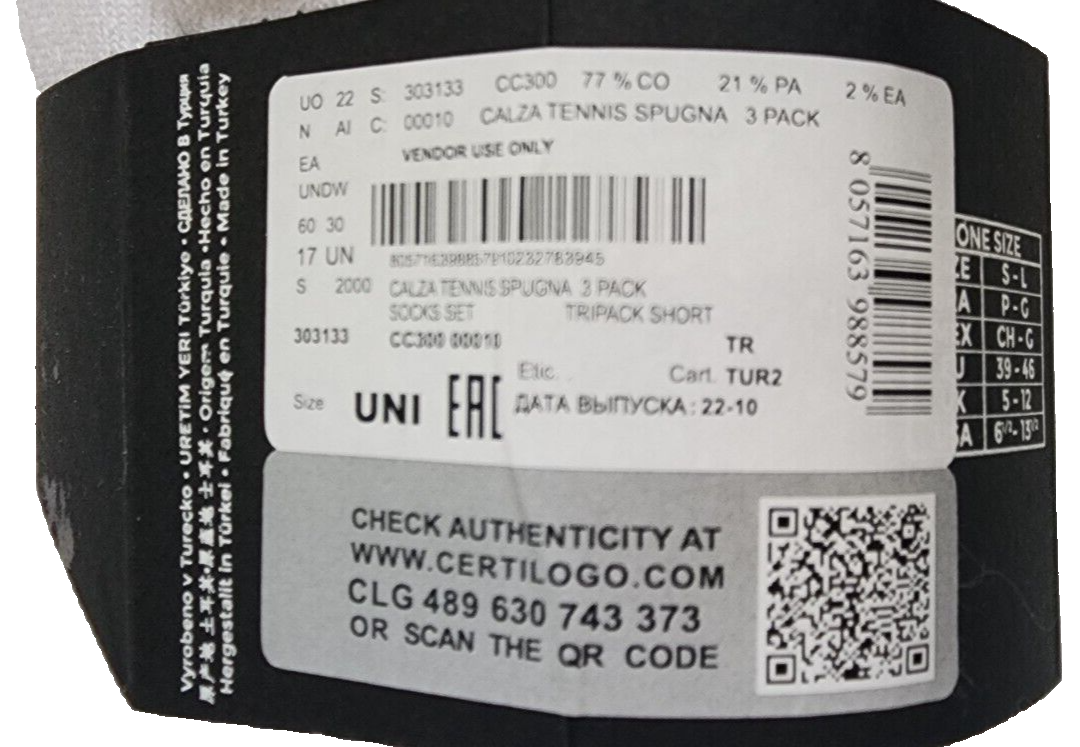 Vyrobeno v Turecko • URETIM YERI Türkiye • СДЕЛАНО В Турция
Origem Turquia • Hecho en Turquia
Hergestallt in Türkei • Fabriqué en Turquie • Made in Turkey
UO 22 S: 303133 CC300 77 % CO 21 % PA 2 % EA
N AI C: 00010 CALZA TENNIS SPUGNA 3 PACK
EA VENDOR USE ONLY
UNDW
60 30
17 UN
S 2000 CALZA TENNIS SPUGNA 3 PACK
SOCKS SET TRIPACK SHORT
303133 CC300 00010
TR
Etic. Cart. TUR2
Size UNI EAC ДАТА ВЫПУСКА: 22-10
8 057163 988579
ONE SIZE
S - L
P - G
CH - G
39 - 46
5 - 12
6½ - 13½
CHECK AUTHENTICITY AT
WWW.CERTILOGO.COM
CLG 489 630 743 373
OR SCAN THE QR CODE